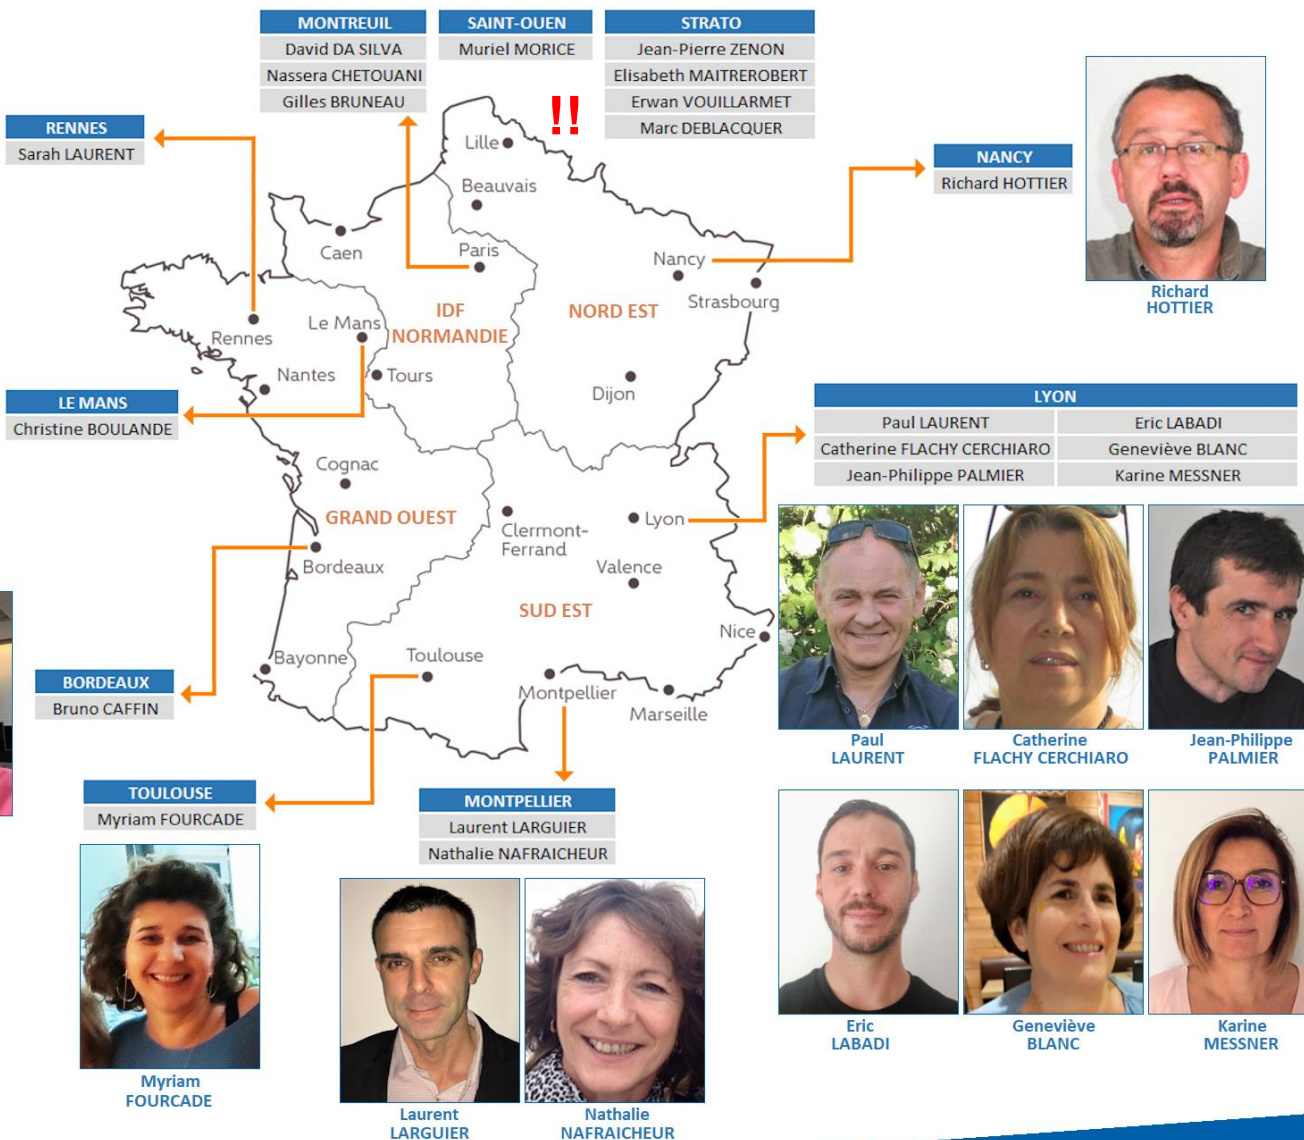 MONTREUIL
David DA SILVA
Nassera CHETOUANI
Gilles BRUNEAU
SAINT-OUEN
Muriel MORICE
STRATO
Jean-Pierre ZENON
Elisabeth MAITREROBERT
Erwan VOUILLARMET
Marc DEBLACQUER
!!
RENNES
Sarah LAURENT
NANCY
Richard HOTTIER
Richard
HOTTIER
Lille
Beauvais
Caen
Paris
Nancy
Strasbourg
IDF
NORMANDIE
NORD EST
Rennes
Le Mans
Nantes
Tours
Dijon
LE MANS
Christine BOULANDE
LYON
Paul LAURENT
Eric LABADI
Catherine FLACHY CERCHIARO
Geneviève BLANC
Jean-Philippe PALMIER
Karine MESSNER
Cognac
GRAND OUEST
Clermont-
Ferrand
Lyon
Bordeaux
Valence
SUD EST
Nice
Bayonne
Toulouse
Montpellier
Marseille
BORDEAUX
Bruno CAFFIN
Paul
LAURENT
Catherine
FLACHY CERCHIARO
Jean-Philippe
PALMIER
TOULOUSE
Myriam FOURCADE
MONTPELLIER
Laurent LARGUIER
Nathalie NAFRAICHEUR
Eric
LABADI
Geneviève
BLANC
Karine
MESSNER
Myriam
FOURCADE
Laurent
LARGUIER
Nathalie
NAFRAICHEUR